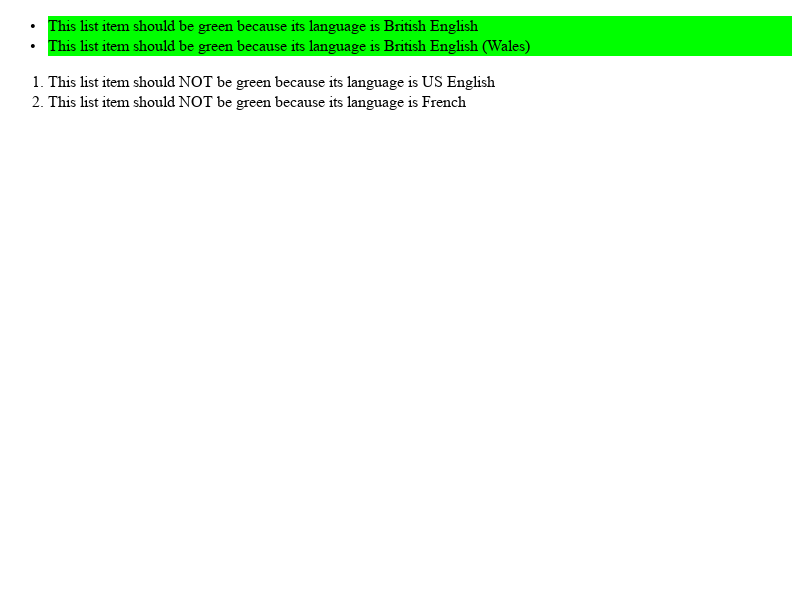 • This list item should be green because its language is British English
• This list item should be green because its language is British English (Wales)
1. This list item should NOT be green because its language is US English
2. This list item should NOT be green because its language is French